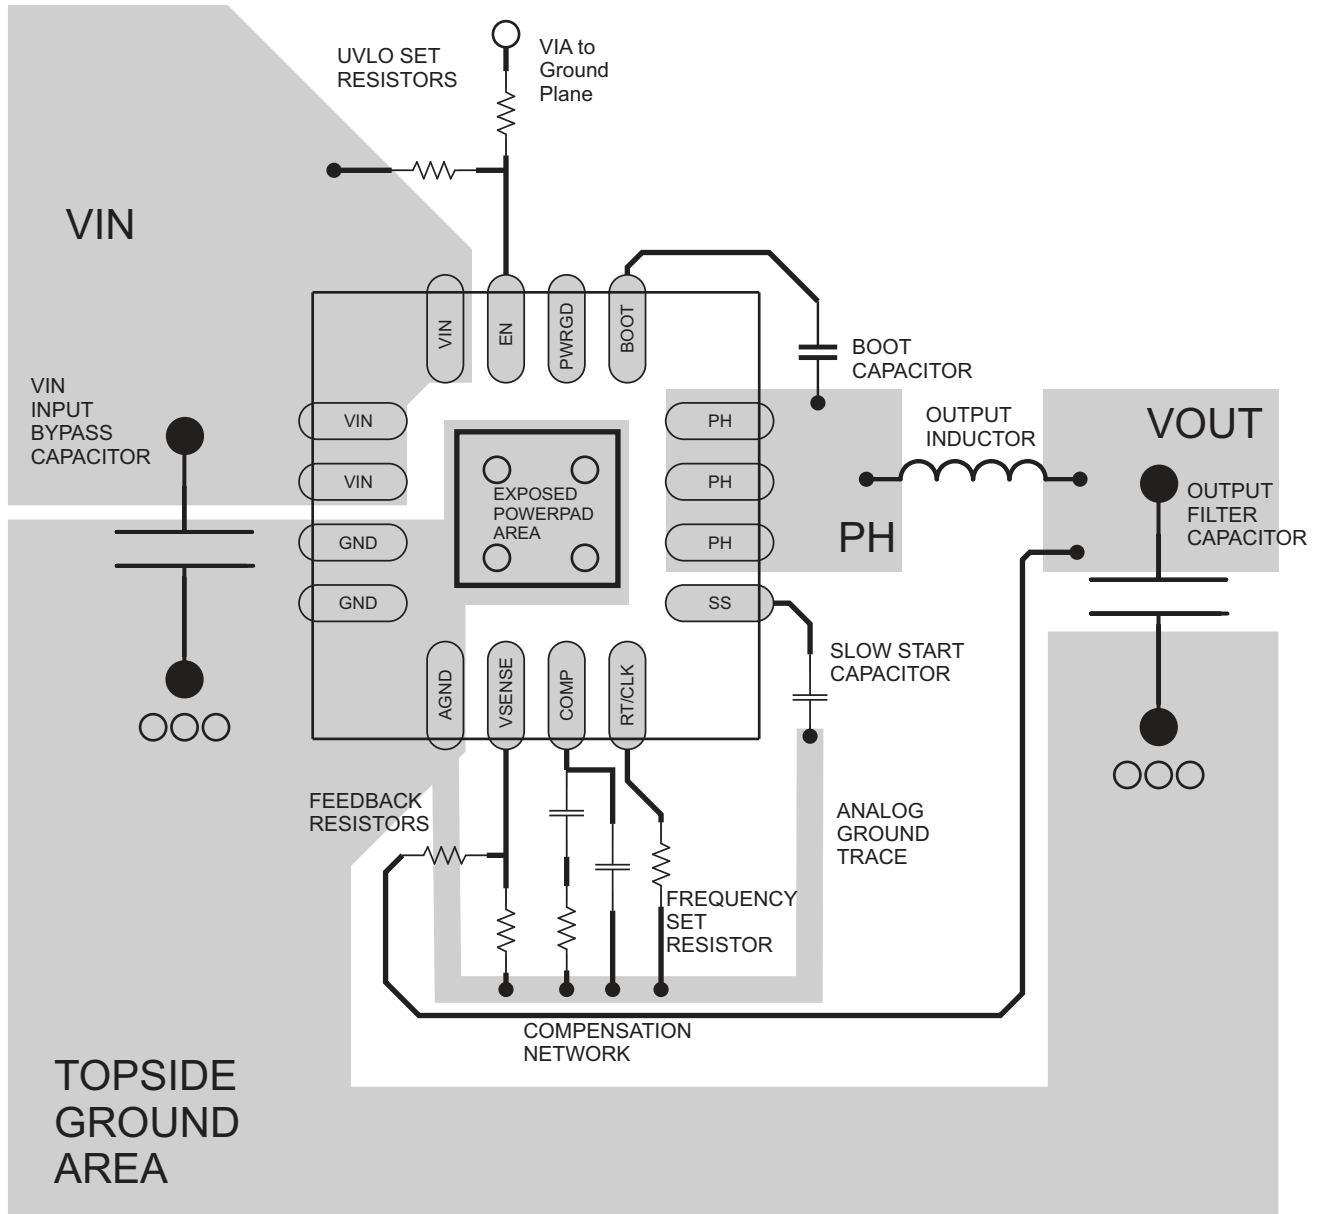 UVLO SET
RESISTORS
VIA to
Ground
Plane
VIN
VIN
EN
PWRGD
BOOT
BOOT
CAPACITOR
VIN
INPUT
BYPASS
CAPACITOR
VIN
VIN
GND
GND
EXPOSED
POWERPAD
AREA
PH
PH
PH
SS
PH
OUTPUT
INDUCTOR
VOUT
OUTPUT
FILTER
CAPACITOR
AGND
VSENSE
COMP
RT/CLK
SLOW START
CAPACITOR
FEEDBACK
RESISTORS
ANALOG
GROUND
TRACE
FREQUENCY
SET
RESISTOR
COMPENSATION
NETWORK
TOPSIDE
GROUND
AREA